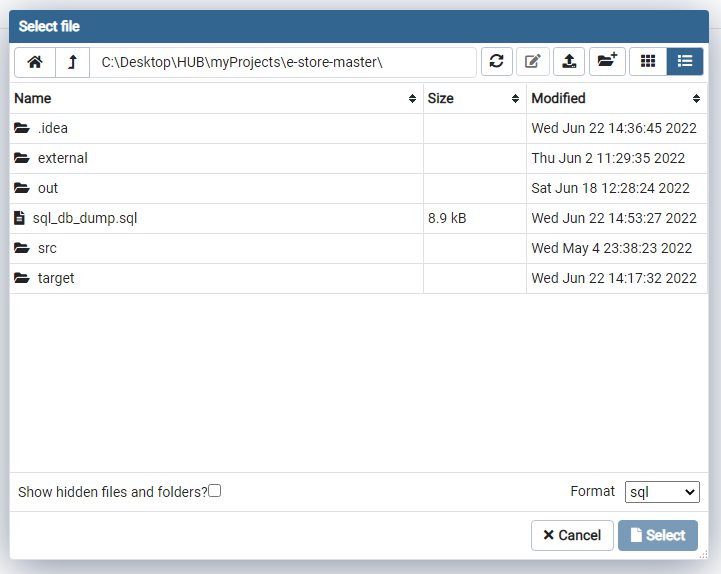 Select file
C:\Desktop\HUB\myProjects\e-store-master\
Name Size Modified
.idea Wed Jun 22 14:36:45 2022
external Thu Jun 2 11:29:35 2022
out Sat Jun 18 12:28:24 2022
sql_db_dump.sql 8.9 kB Wed Jun 22 14:53:27 2022
src Wed May 4 23:38:23 2022
target Wed Jun 22 14:17:32 2022
Show hidden files and folders? Format sql
Cancel Select